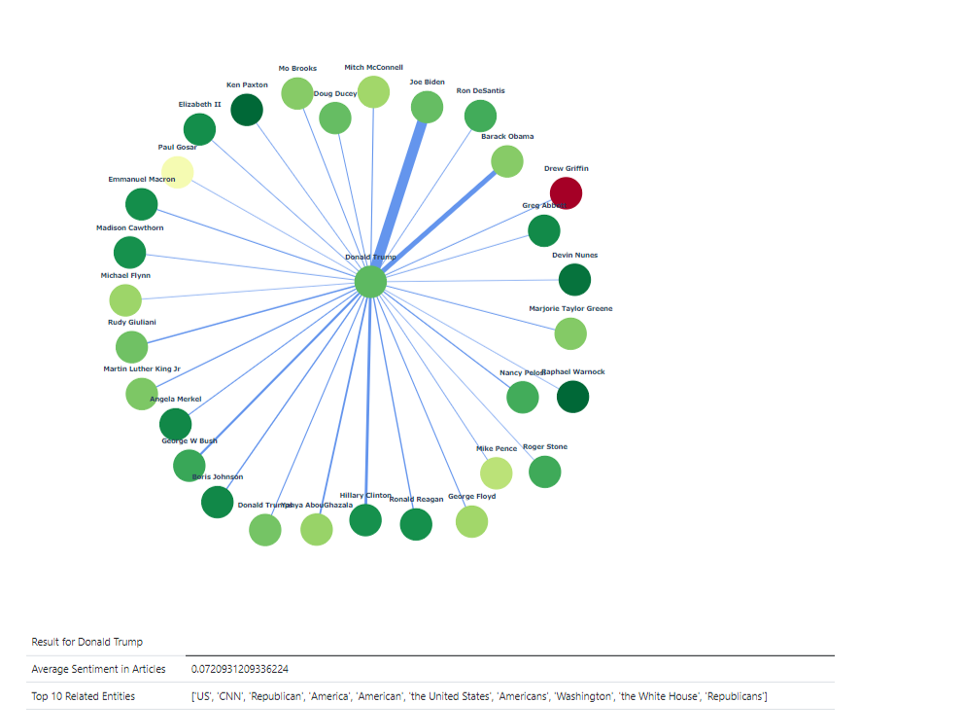 Mitch McConnell
Mo Brooks
Joe Biden
Ken Paxton
Doug Ducey
Ron DeSantis
Elizabeth II
Barack Obama
Paul Gosar
Drew Griffin
Emmanuel Macron
Greg Abbott
Madison Cawthorn
Donald Trump
Devin Nunes
Michael Flynn
Marjorie Taylor Greene
Rudy Giuliani
Martin Luther King Jr
Nancy Pelosi
Raphael Warnock
Angela Merkel
George W Bush
Mike Pence
Roger Stone
Boris Johnson
Donald Trump
AbouGhazala
Hillary Clinton
Ronald Reagan
George Floyd
Result for Donald Trump
Average Sentiment in Articles 0.0720931209336224
Top 10 Related Entities ['US', 'CNN', 'Republican', 'America', 'American', 'the United States', 'Americans', 'Washington', 'the White House', 'Republicans']